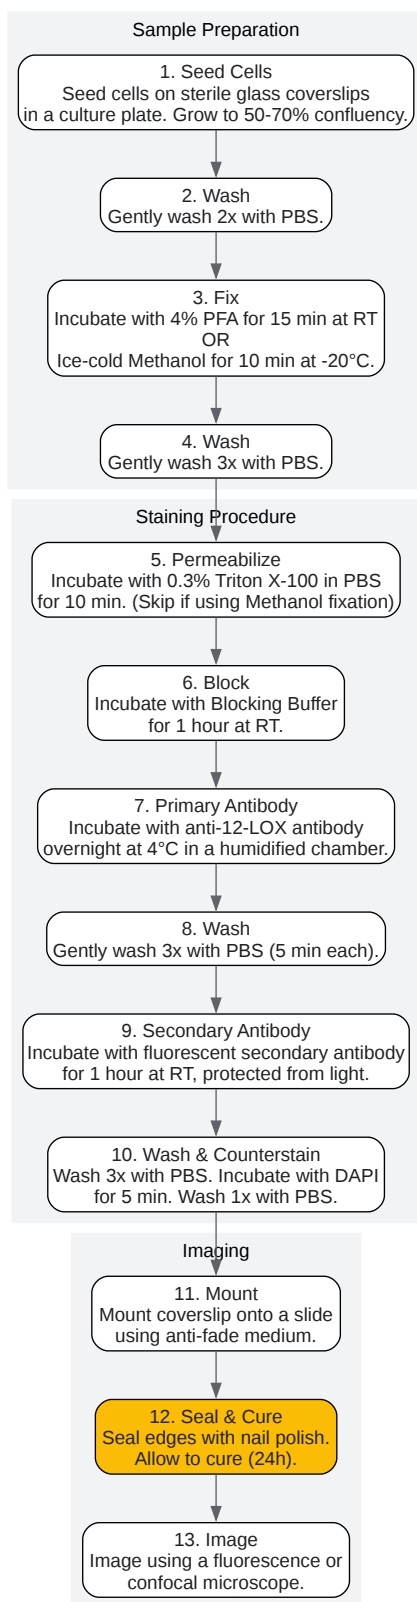 Sample Preparation
1. Seed Cells
Seed cells on sterile glass coverslips
in a culture plate. Grow to 50-70% confluency.
2. Wash
Gently wash 2x with PBS.
3. Fix
Incubate with 4% PFA for 15 min at RT
OR
Ice-cold Methanol for 10 min at -20°C.
4. Wash
Gently wash 3x with PBS.
Staining Procedure
5. Permeabilize
Incubate with 0.3% Triton X-100 in PBS
for 10 min. (Skip if using Methanol fixation)
6. Block
Incubate with Blocking Buffer
for 1 hour at RT.
7. Primary Antibody
Incubate with anti-12-LOX antibody
overnight at 4°C in a humidified chamber.
8. Wash
Gently wash 3x with PBS (5 min each).
9. Secondary Antibody
Incubate with fluorescent secondary antibody
for 1 hour at RT, protected from light.
10. Wash & Counterstain
Wash 3x with PBS. Incubate with DAPI
for 5 min. Wash 1x with PBS.
Imaging
11. Mount
Mount coverslip onto a slide
using anti-fade medium.
12. Seal & Cure
Seal edges with nail polish.
Allow to cure (24h).
13. Image
Image using a fluorescence or
confocal microscope.